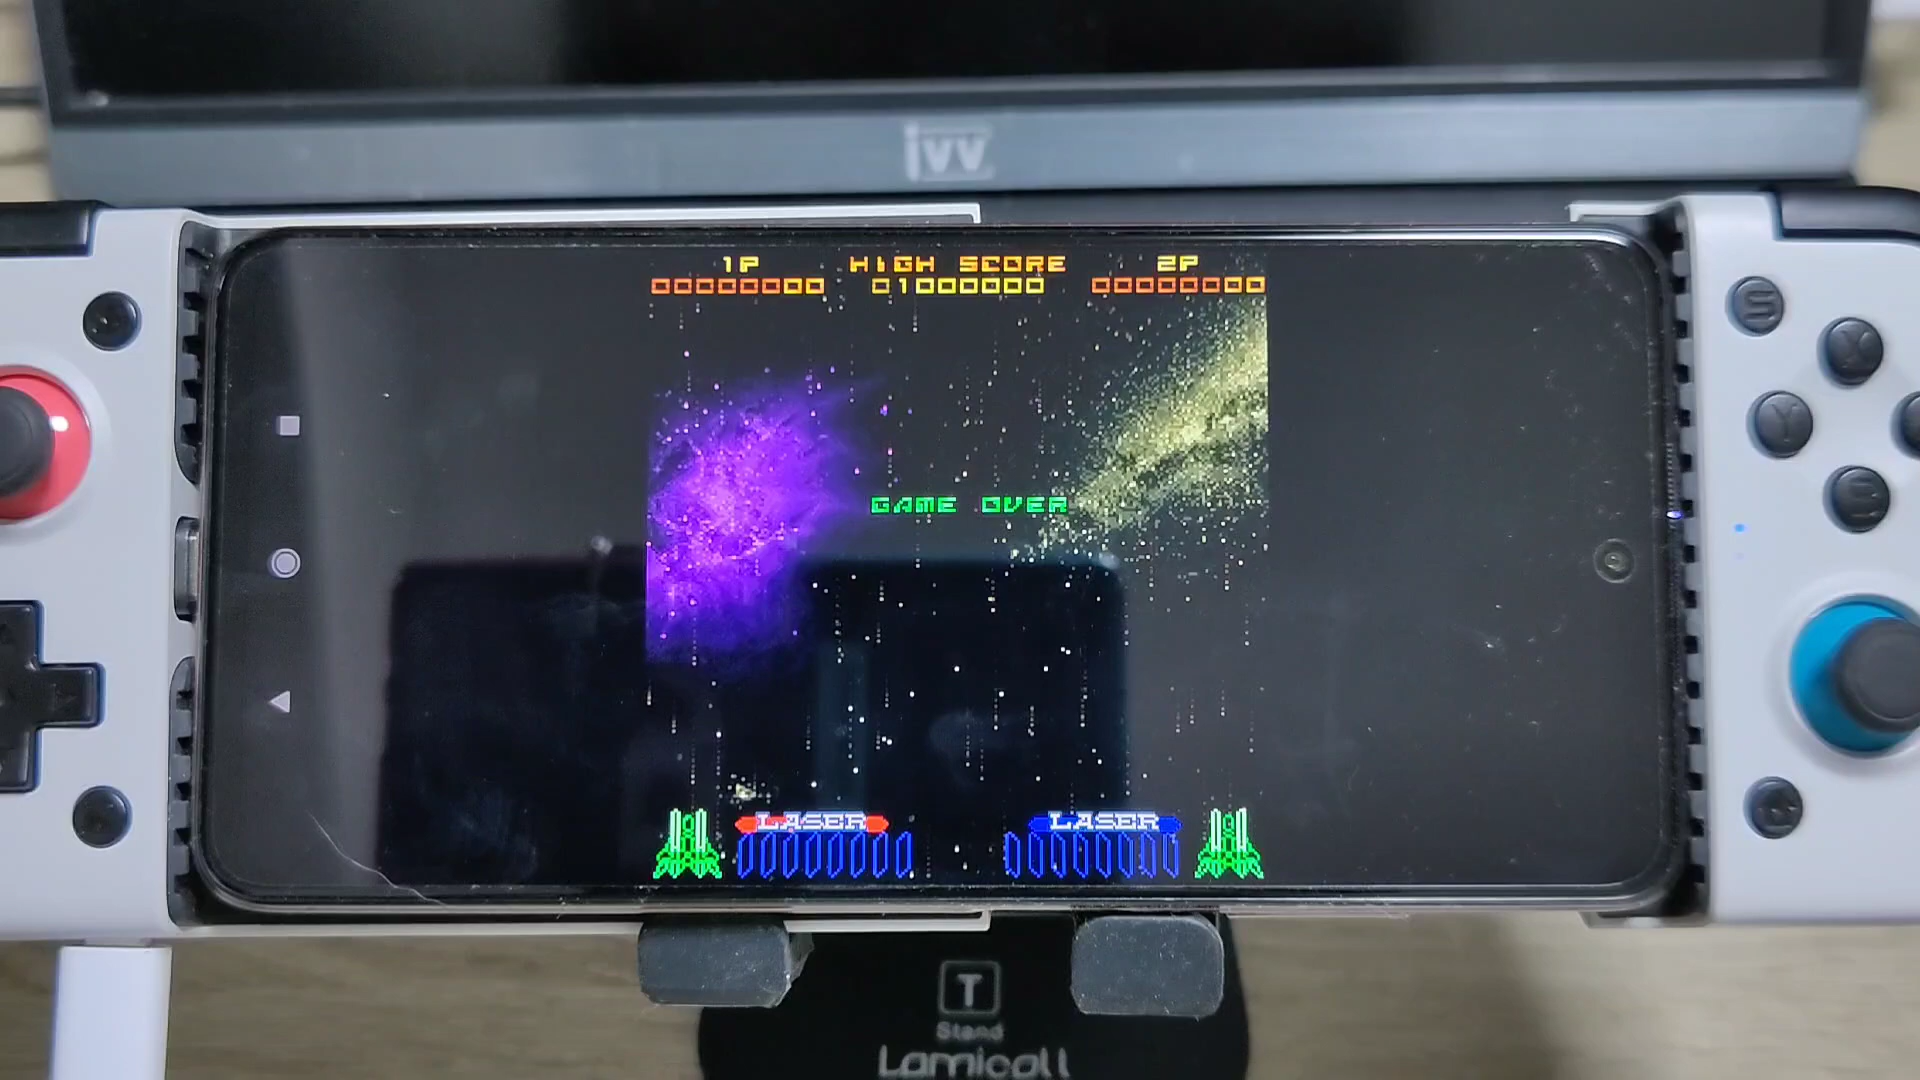 ivv
1P HIGH SCORE 2P
00000000 01000000 00000000
S
X
Y
GAME OVER
LASER LASER
T
Stand
Lamicall